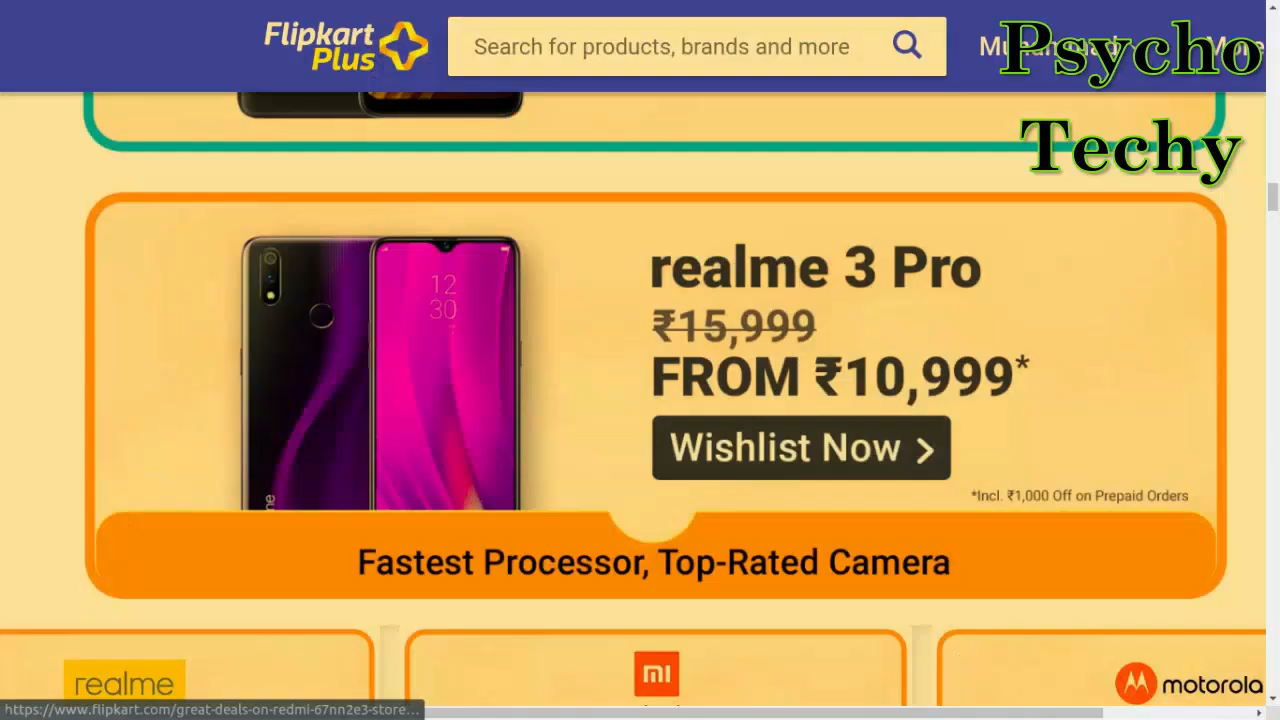 Flipkart
Plus
Search for products, brands and more
Psycho
Techy
12
30
realme 3 Pro
₹15,999
FROM ₹10,999*
Wishlist Now >
*Incl. ₹1,000 Off on Prepaid Orders
Fastest Processor, Top-Rated Camera
realme
mi
motorola
https://www.flipkart.com/great-deals-on-redmi-67nn2e3-store...